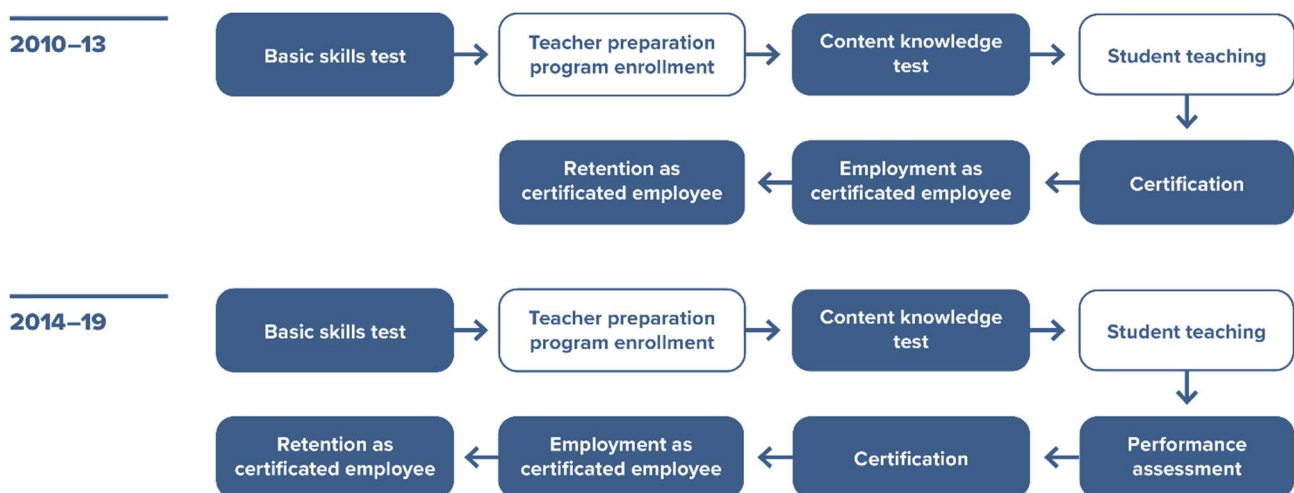 2010–13
Basic skills test
Teacher preparation
program enrollment
Content knowledge
test
Student teaching
Certification
Employment as
certificated employee
Retention as
certificated employee
2014–19
Basic skills test
Teacher preparation
program enrollment
Content knowledge
test
Student teaching
Performance
assessment
Certification
Employment as
certificated employee
Retention as
certificated employee